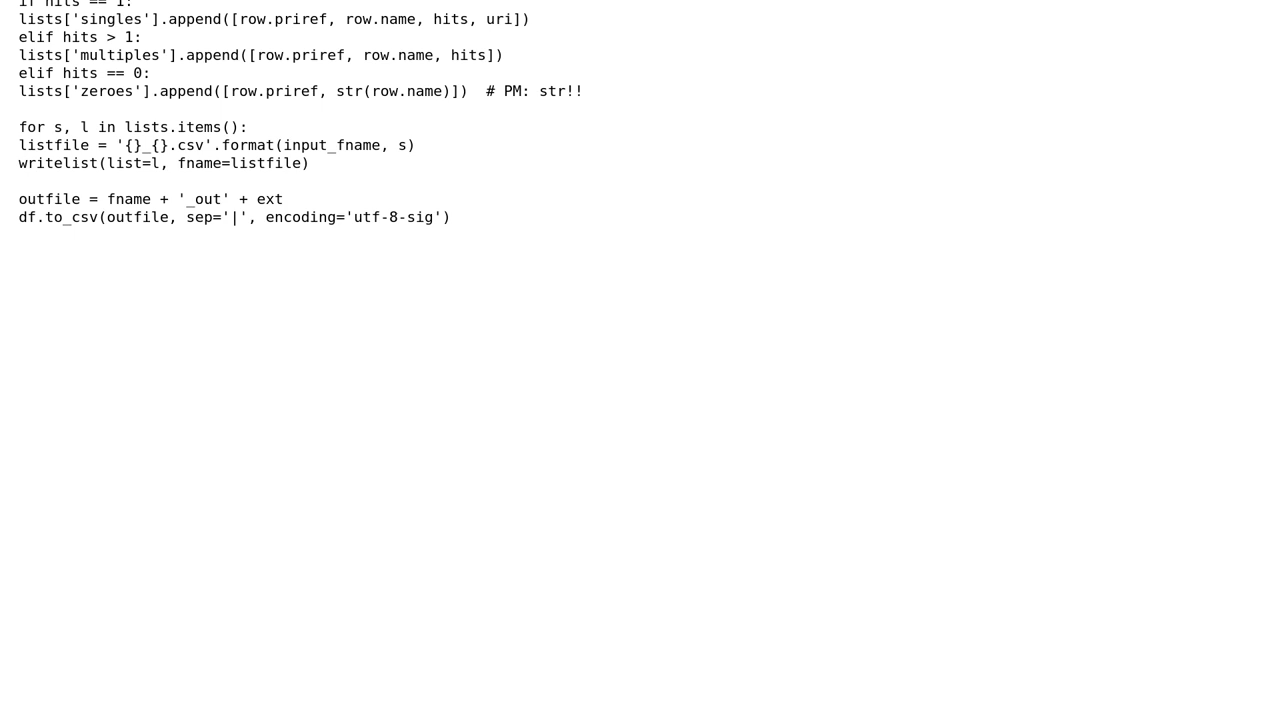 if hits == 1:
lists['singles'].append([row.priref, row.name, hits, uri])
elif hits > 1:
lists['multiples'].append([row.priref, row.name, hits])
elif hits == 0:
lists['zeroes'].append([row.priref, str(row.name)])  # PM: str!!

for s, l in lists.items():
listfile = '{}_{}.csv'.format(input_fname, s)
writelist(list=l, fname=listfile)

outfile = fname + '_out' + ext
df.to_csv(outfile, sep='|', encoding='utf-8-sig')